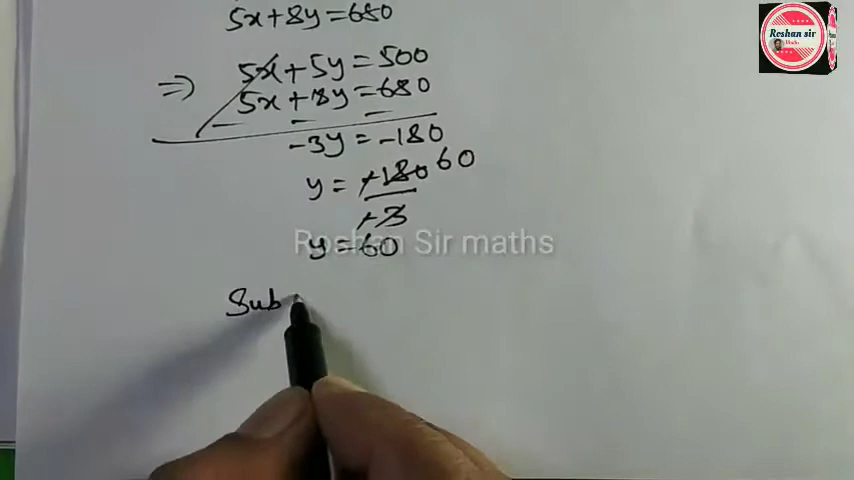 5x+8y=680
5x+5y=500
⇒ 5x+8y=680
- - -
-3y=-180
y = -180 60
-3
y=60
Sub
Roshan Sir maths
Roshan sir
Maths